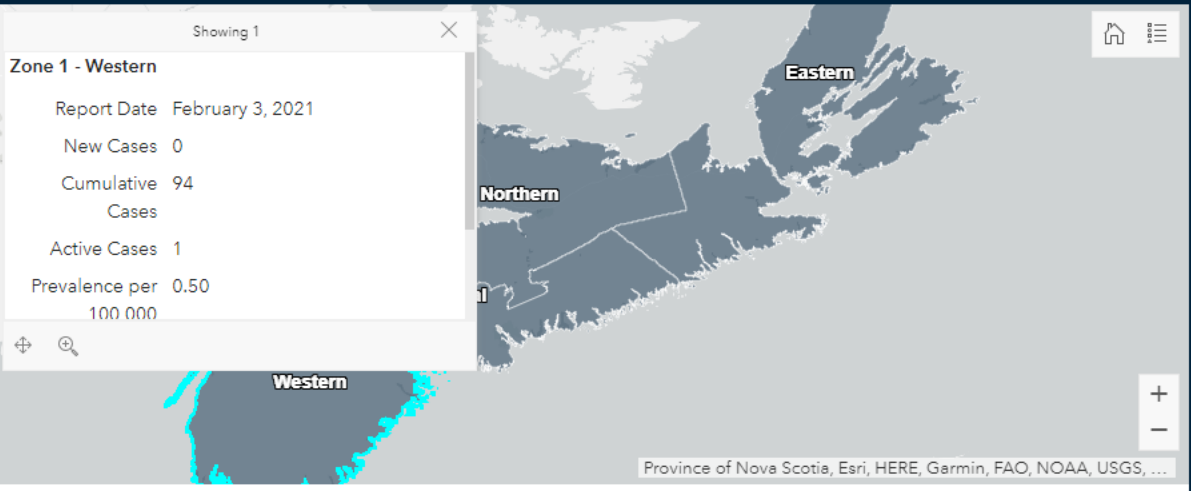 Showing 1
Zone 1 - Western
Report Date February 3, 2021
New Cases 0
Cumulative 94
Cases
Active Cases 1
Prevalence per 0.50
100 000
Eastern
Northern
Western
Province of Nova Scotia, Esri, HERE, Garmin, FAO, NOAA, USGS, ...